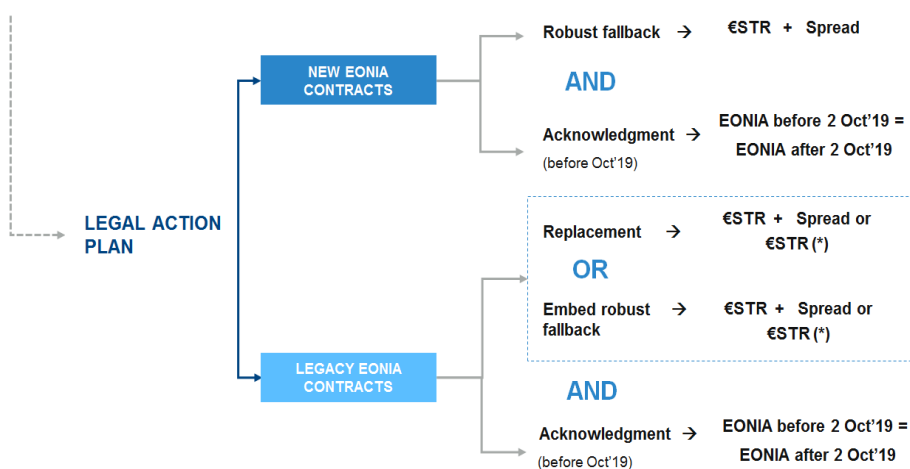 Robust fallback → €STR + Spread
NEW EONIA
CONTRACTS
AND
Acknowledgment → EONIA before 2 Oct’19 =
EONIA after 2 Oct’19
(before Oct’19)
LEGAL ACTION
PLAN
Replacement → €STR + Spread or
€STR (*)
OR
Embed robust
fallback → €STR + Spread or
€STR (*)
LEGACY EONIA
CONTRACTS
AND
Acknowledgment → EONIA before 2 Oct’19 =
EONIA after 2 Oct’19
(before Oct’19)